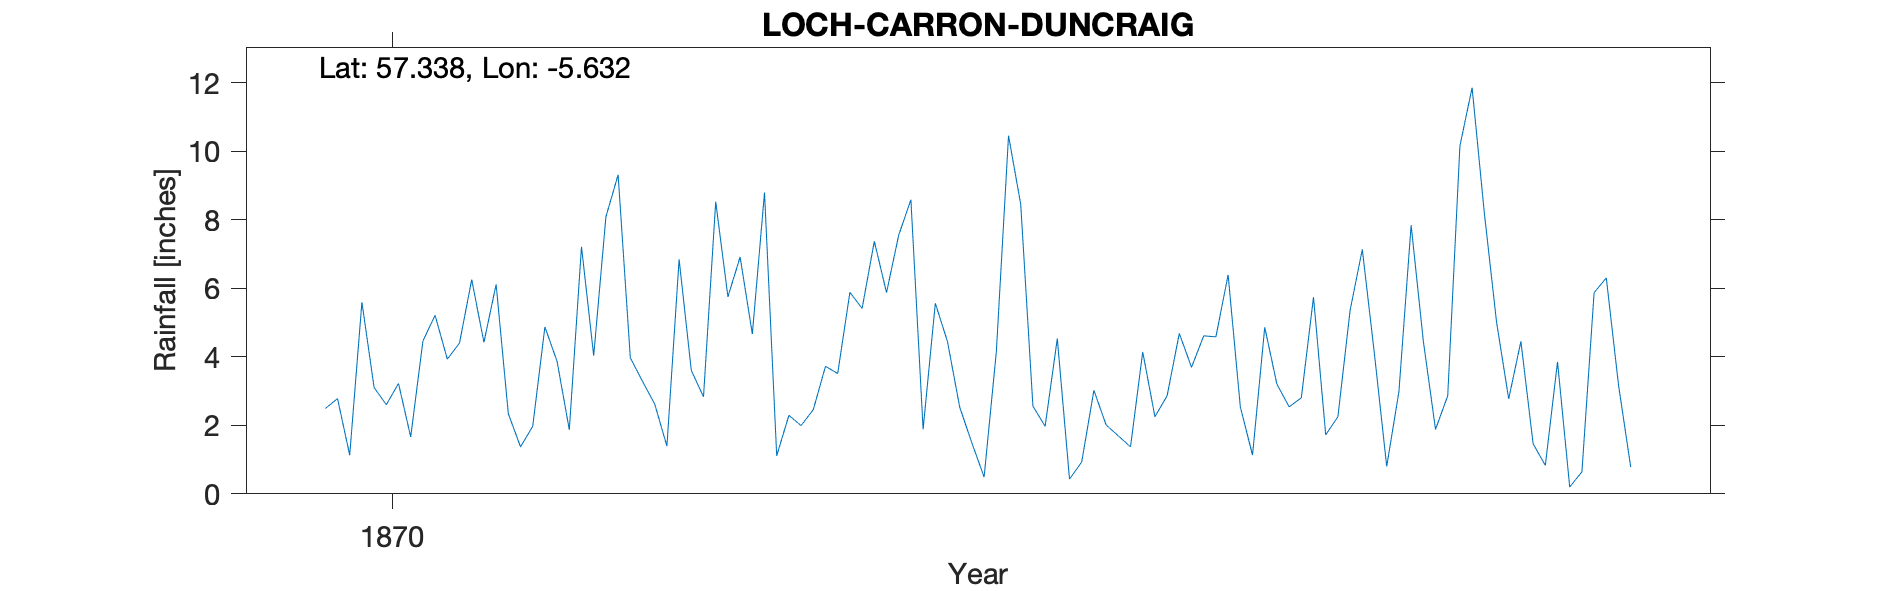 LOCH-CARRON-DUNCRAIG
Lat: 57.338, Lon: -5.632
12
10
8
6
4
2
0
Rainfall [inches]
1870
Year